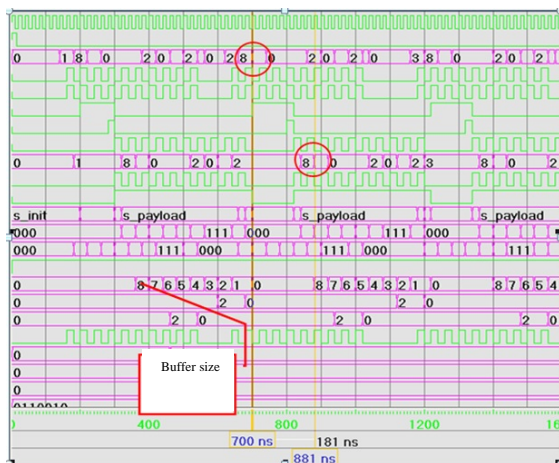 0 1 8 0 2 0 2 0 2 8 0 2 0 2 0 3 8 0 2 0 2
0 1 8 0 2 0 2 8 0 2 0 2 3 8 0 2
s_init s_payload s_payload s_payload
000 111 000 111 000
000 111 000 111 000 111
0 8 7 6 5 4 3 2 1 0 8 7 6 5 4 3 2 1 0 8 7 6 5 4
0 2 0 2 0
0 2 0 2 0 2 0
0
Buffer size
0
0
0110010
0 400 800 1200 16
700 ns 181 ns
881 ns